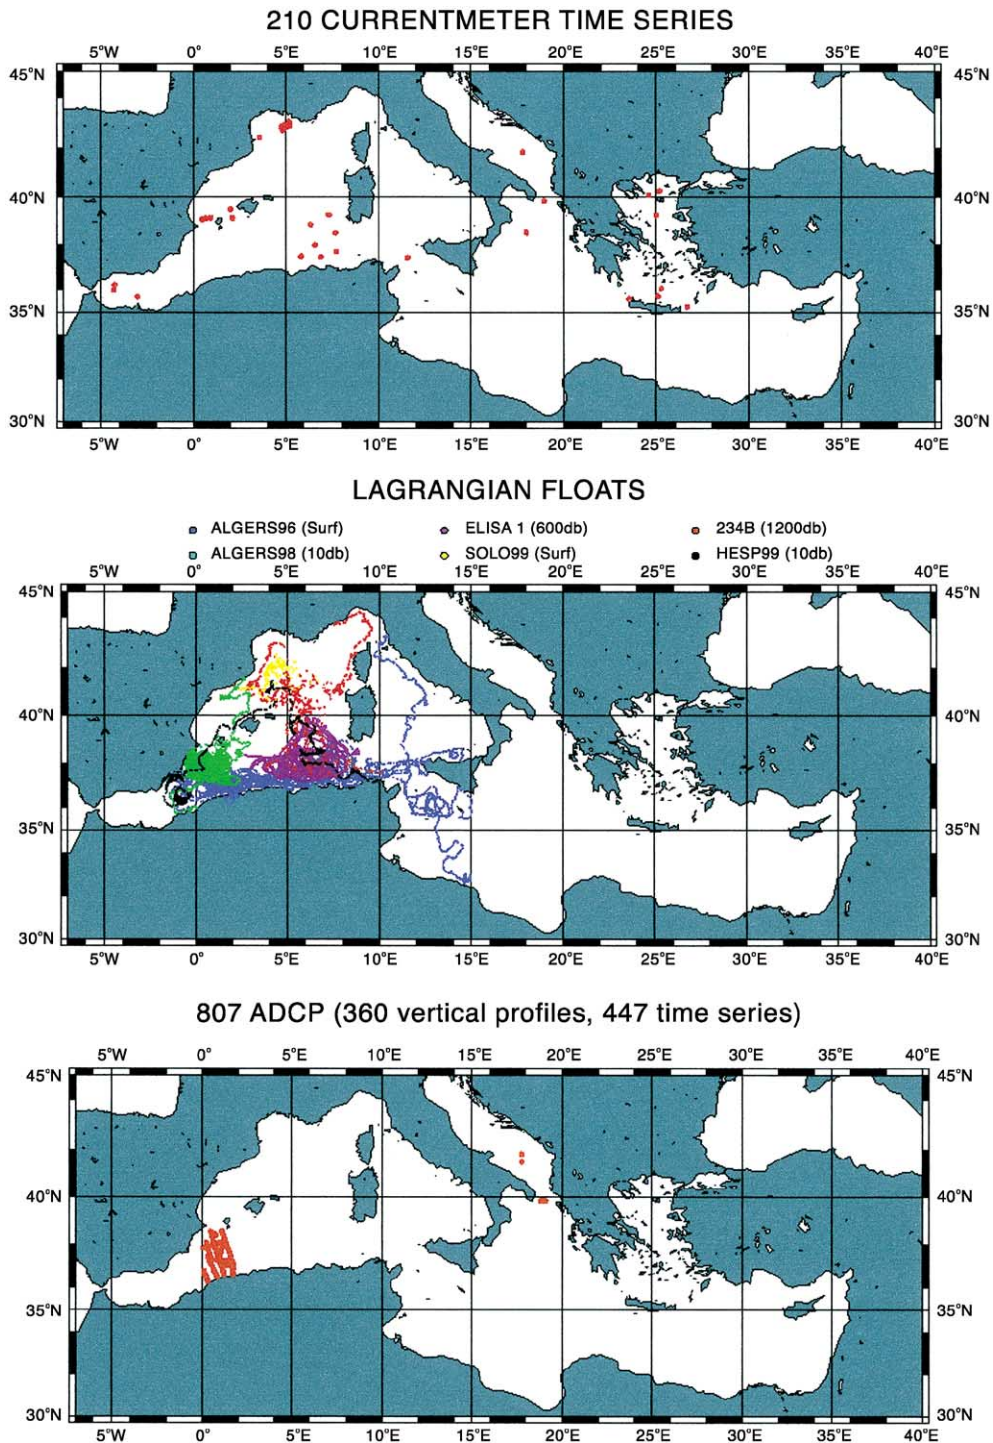 210 CURRENTMETER TIME SERIES
5°W 0° 5°E 10°E 15°E 20°E 25°E 30°E 35°E 40°E
45°N 45°N
40°N 40°N
35°N 35°N
30°N 30°N
5°W 0° 5°E 10°E 15°E 20°E 25°E 30°E 35°E 40°E
LAGRANGIAN FLOATS
ALGERS96 (Surf) ELISA 1 (600db) 234B (1200db)
ALGERS98 (10db) SOLO99 (Surf) HESP99 (10db)
5°W 0° 5°E 10°E 15°E 20°E 25°E 30°E 35°E 40°E
45°N 45°N
40°N 40°N
35°N 35°N
30°N 30°N
5°W 0° 5°E 10°E 15°E 20°E 25°E 30°E 35°E 40°E
807 ADCP (360 vertical profiles, 447 time series)
5°W 0° 5°E 10°E 15°E 20°E 25°E 30°E 35°E 40°E
45°N 45°N
40°N 40°N
35°N 35°N
30°N 30°N
5°W 0° 5°E 10°E 15°E 20°E 25°E 30°E 35°E 40°E